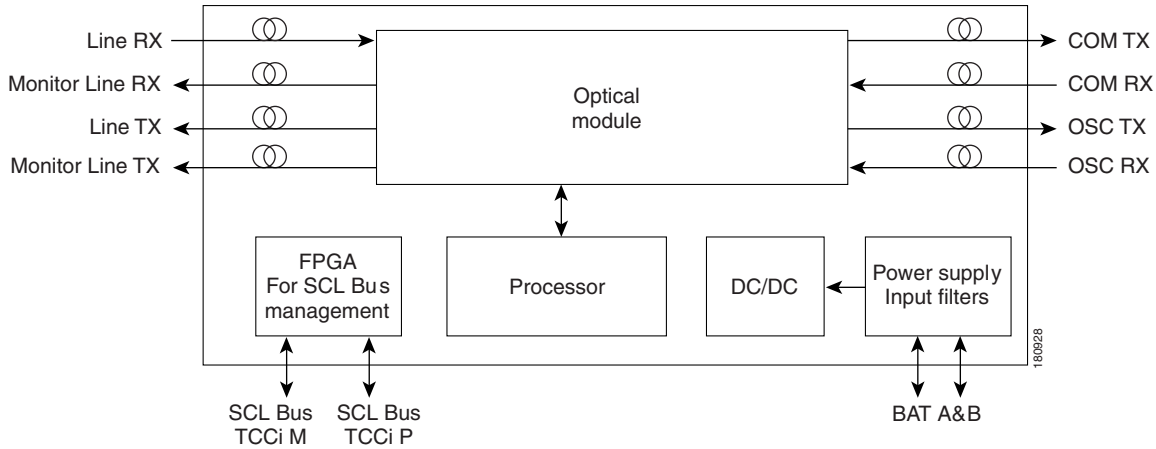 Line RX
Monitor Line RX
Line TX
Monitor Line TX
Optical
module
COM TX
COM RX
OSC TX
OSC RX
FPGA
For SCL Bus
management
Processor
DC/DC
Power supply
Input filters
180928
SCL Bus
TCCi M
SCL Bus
TCCi P
BAT A&B